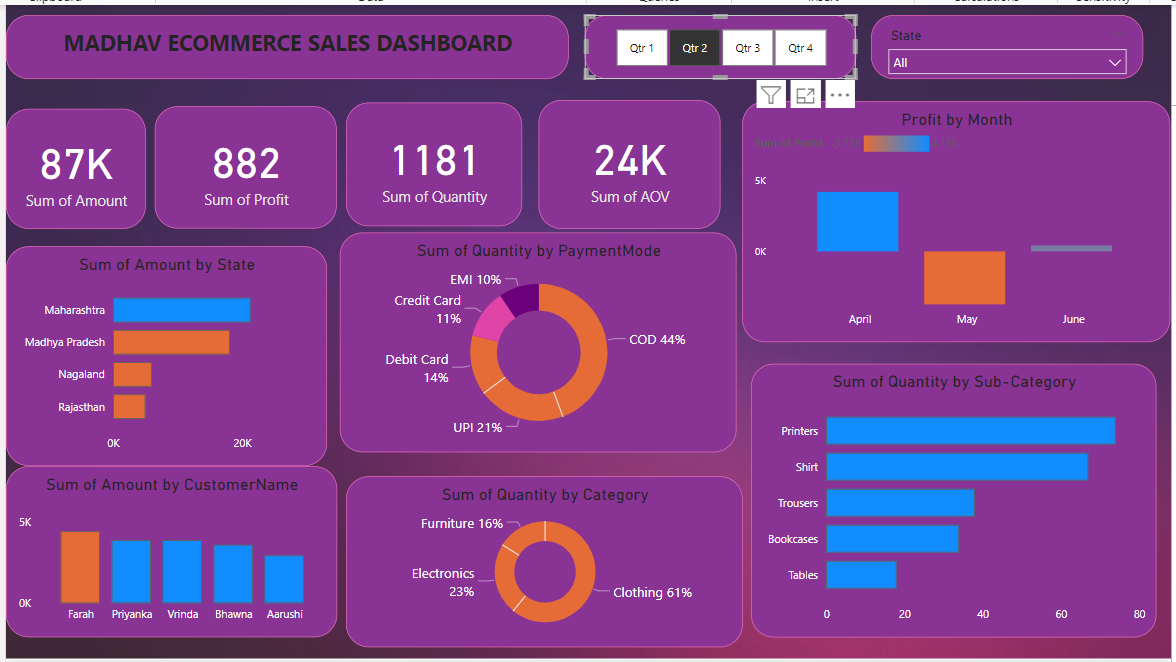 MADHAV ECOMMERCE SALES DASHBOARD
Qtr 1
Qtr 2
Qtr 3
Qtr 4
State
All
87K
Sum of Amount
882
Sum of Profit
1181
Sum of Quantity
24K
Sum of AOV
Profit by Month
Sum of Profit
5K
0K
April
May
June
Sum of Amount by State
Maharashtra
Madhya Pradesh
Nagaland
Rajasthan
0K
20K
Sum of Quantity by PaymentMode
EMI 10%
Credit Card
11%
Debit Card
14%
UPI 21%
COD 44%
Sum of Quantity by Sub-Category
Printers
Shirt
Trousers
Bookcases
Tables
0
20
40
60
80
Sum of Amount by CustomerName
5K
0K
Farah
Priyanka
Vrinda
Bhawna
Aarushi
Sum of Quantity by Category
Furniture 16%
Electronics
23%
Clothing 61%